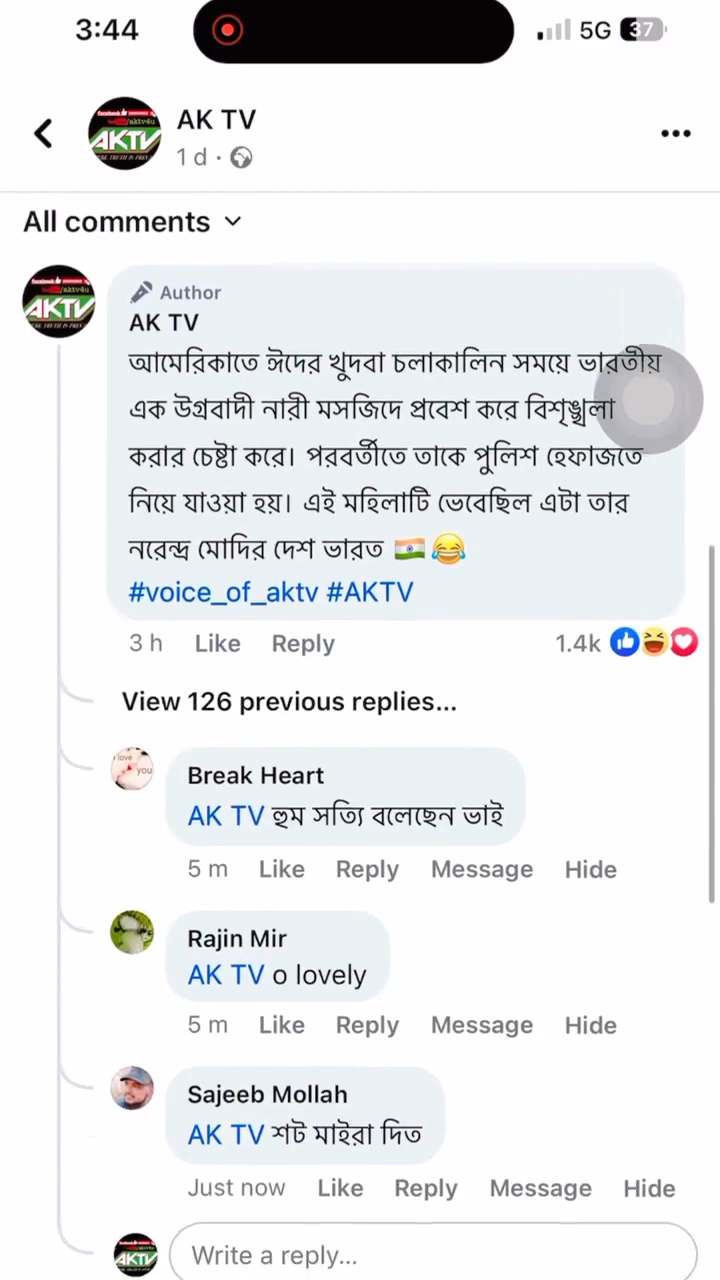 3:44
5G 37
AK TV
1 d
All comments
AKTV
Author
AK TV
আমেরিকাতে ঈদের খুদবা চলাকালিন সময়ে ভারতীয়
এক উগ্রবাদী নারী মসজিদে প্রবেশ করে বিশৃঙ্খলা
করার চেষ্টা করে। পরবর্তীতে তাকে পুলিশ হেফাজতে
নিয়ে যাওয়া হয়। এই মহিলাটি ভেবেছিল এটা তার
নরেন্দ্র মোদির দেশ ভারত 🇮🇳😂
#voice_of_aktv #AKTV
3 h Like Reply 1.4k
View 126 previous replies...
Break Heart
AK TV হুম সত্যি বলেছেন ভাই
5 m Like Reply Message Hide
Rajin Mir
AK TV o lovely
5 m Like Reply Message Hide
Sajeeb Mollah
AK TV শট মাইরা দিত
Just now Like Reply Message Hide
AKTV
Write a reply...